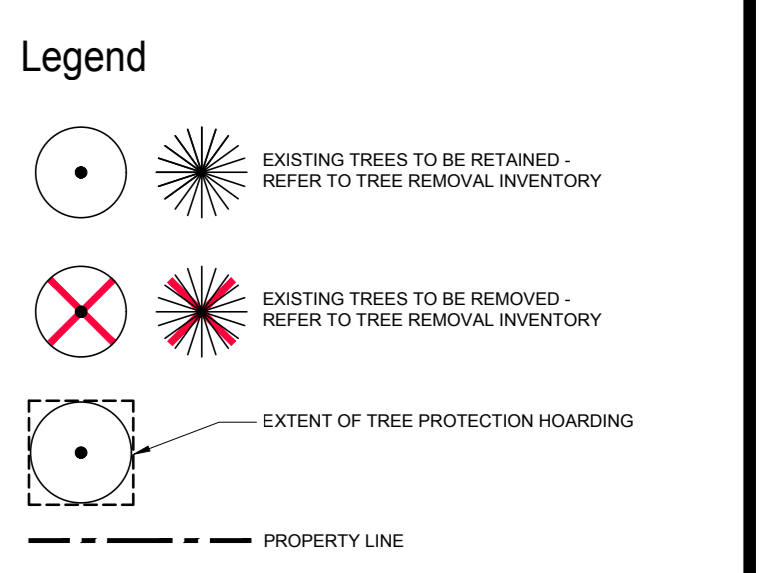 Legend
EXISTING TREES TO BE RETAINED -
REFER TO TREE REMOVAL INVENTORY
EXISTING TREES TO BE REMOVED -
REFER TO TREE REMOVAL INVENTORY
EXTENT OF TREE PROTECTION HOARDING
PROPERTY LINE